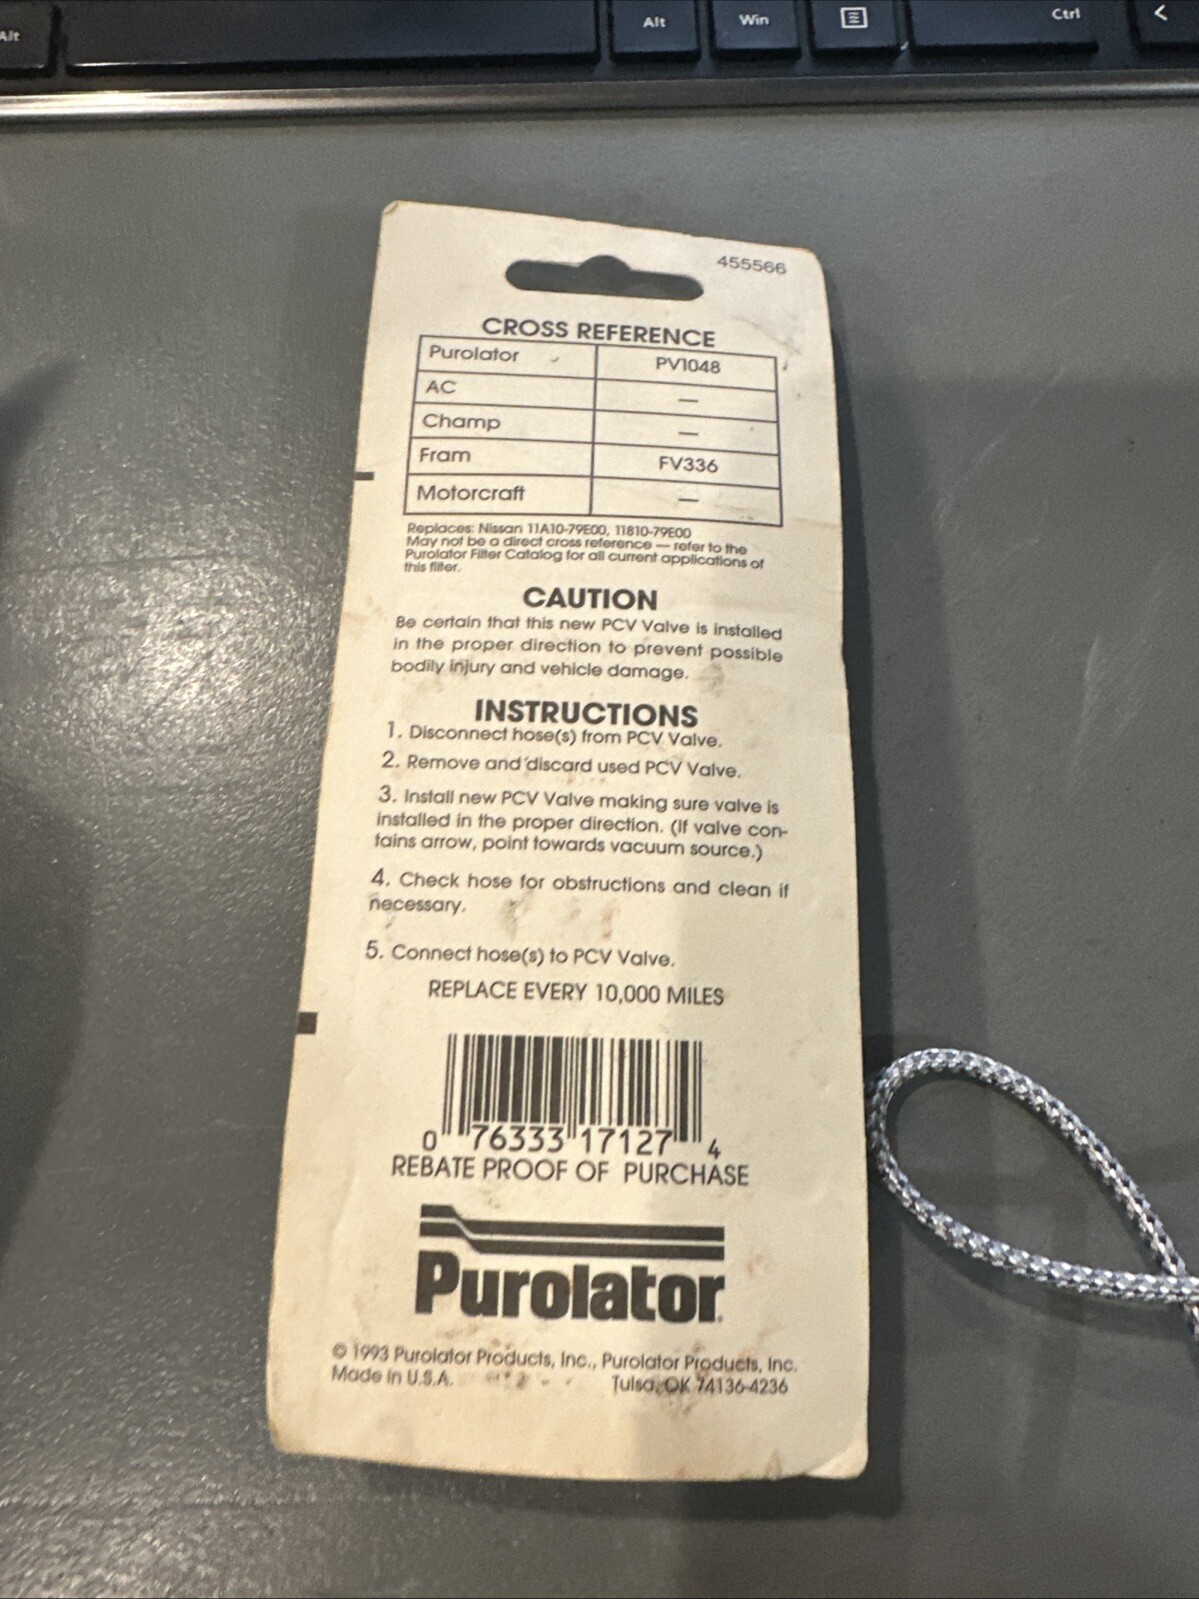 Alt
Alt
Win
Ctrl
<
455566
CROSS REFERENCE
Purolator PV1048
AC —
Champ —
Fram FV336
Motorcraft —
Replaces: Nissan 11A10-79E00, 11810-79E00
May not be a direct cross reference — refer to the
Purolator Filter Catalog for all current applications of
this filter.
CAUTION
Be certain that this new PCV Valve is installed
in the proper direction to prevent possible
bodily injury and vehicle damage.
INSTRUCTIONS
1. Disconnect hose(s) from PCV Valve.
2. Remove and discard used PCV Valve.
3. Install new PCV Valve making sure valve is
installed in the proper direction. (If valve con-
tains arrow, point towards vacuum source.)
4. Check hose for obstructions and clean if
necessary.
5. Connect hose(s) to PCV Valve.
REPLACE EVERY 10,000 MILES
0 76333 17127 4
REBATE PROOF OF PURCHASE
Purolator
© 1993 Purolator Products, Inc., Purolator Products, Inc.
Made in U.S.A. Tulsa, OK 74136-4236